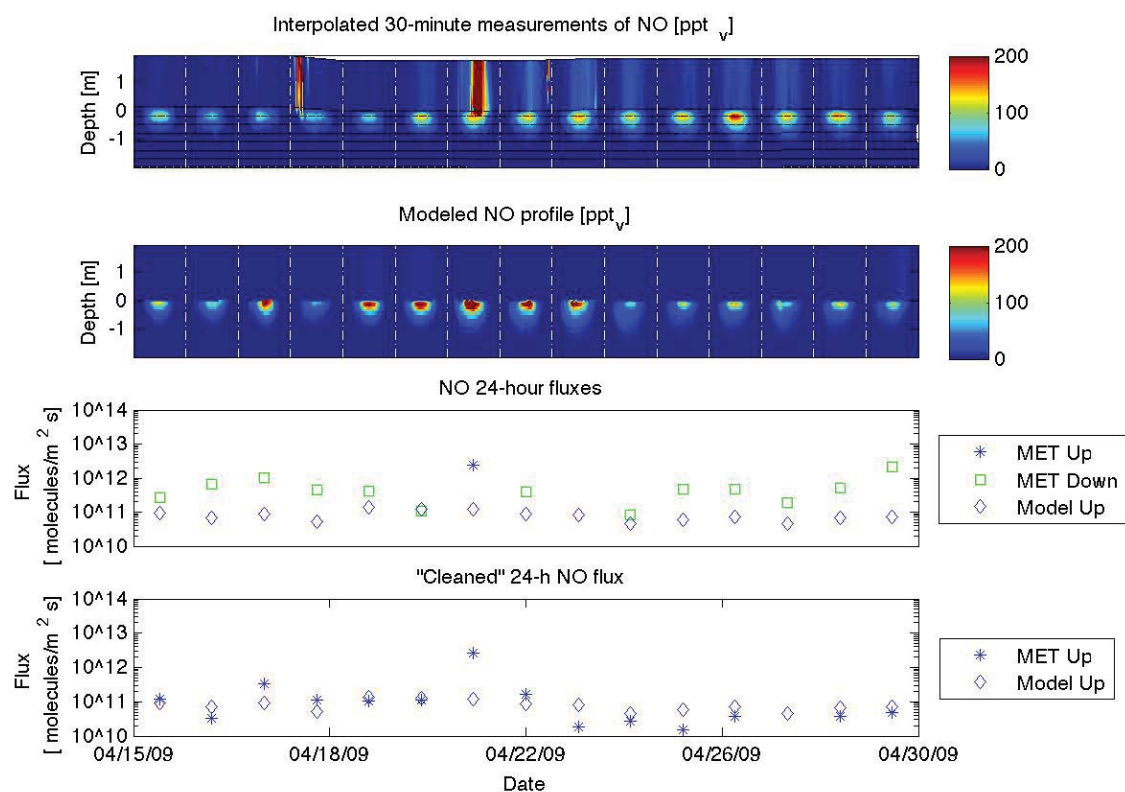 Interpolated 30-minute measurements of NO [ppt v]
Depth [m]
1
0
-1
200
100
0
Modeled NO profile [pptv]
Depth [m]
1
0
-1
200
100
0
NO 24-hour fluxes
Flux
[ molecules/m 2 s]
10^14
10^13
10^12
10^11
10^10
MET Up
MET Down
Model Up
"Cleaned" 24-h NO flux
Flux
[ molecules/m 2 s]
10^14
10^13
10^12
10^11
10^10
MET Up
Model Up
04/15/09 04/18/09 04/22/09 04/26/09 04/30/09
Date